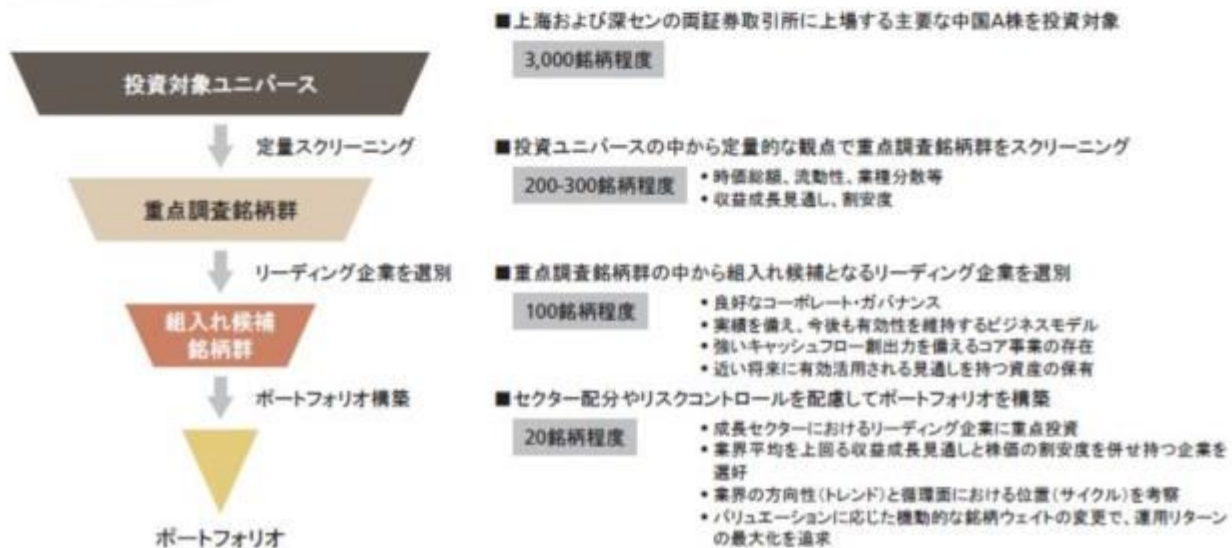 ■上海および深センの両証券取引所に上場する主要な中国A株を投資対象
3,000銘柄程度
投資対象ユニバース
定量スクリーニング
■投資ユニバースの中から定量的な観点で重点調査銘柄群をスクリーニング
200-300銘柄程度
• 時価総額、流動性、業種分散等
• 収益成長見通し、割安度
重点調査銘柄群
リーディング企業を選別
■重点調査銘柄群の中から組入れ候補となるリーディング企業を選別
100銘柄程度
• 良好なコーポレート・ガバナンス
• 実績を備え、今後も有効性を維持するビジネスモデル
• 強いキャッシュフロー創出力を備えるコア事業の存在
• 近い将来に有効活用される見通しを持つ資産の保有
組入れ候補
銘柄群
ポートフォリオ構築
■セクター配分やリスクコントロールを配慮してポートフォリオを構築
20銘柄程度
• 成長セクターにおけるリーディング企業に重点投資
• 業界平均を上回る収益成長見通しと株価の割安度を併せ持つ企業を
選好
• 業界の方向性(トレンド)と循環面における位置(サイクル)を考察
• バリュエーションに応じた機動的な銘柄ウェイトの変更で、運用リターン
の最大化を追求
ポートフォリオ